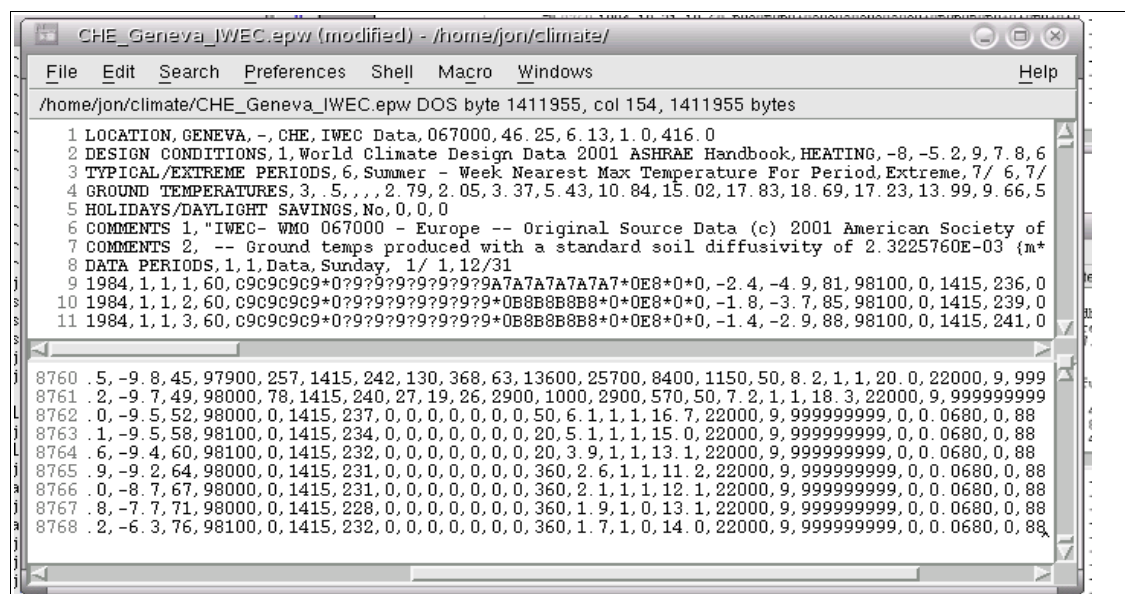 CHE_Geneva_IWEC.epw (modified) - /home/jon/climate/
File Edit Search Preferences Shell Macro Windows Help
/home/jon/climate/CHE_Geneva_IWEC.epw DOS byte 1411955, col 154, 1411955 bytes
1 LOCATION,GENEVA,-,CHE,IWEC Data,067000,46.25,6.13,1.0,416.0
2 DESIGN CONDITIONS,1,World Climate Design Data 2001 ASHRAE Handbook,HEATING,-8,-5.2,9,7.8,6
3 TYPICAL/EXTREME PERIODS,6,Summer - Week Nearest Max Temperature For Period,Extreme,7/ 6,7/
4 GROUND TEMPERATURES,3,.5,,,,2.79,2.05,3.37,5.43,10.84,15.02,17.83,18.69,17.23,13.99,9.66,5
5 HOLIDAYS/DAYLIGHT SAVINGS,No,0,0,0
6 COMMENTS 1,"IWEC- WMO 067000 - Europe -- Original Source Data (c) 2001 American Society of
7 COMMENTS 2, -- Ground temps produced with a standard soil diffusivity of 2.3225760E-03 {m*
8 DATA PERIODS,1,1,Data,Sunday, 1/ 1,12/31
9 1984,1,1,1,60,C9C9C9C9*0?9?9?9?9?9?9?9A7A7A7A7A7A7*0E8*0*0,-2.4,-4.9,81,98100,0,1415,236,0
10 1984,1,1,2,60,C9C9C9C9*0?9?9?9?9?9?9?9*0B8B8B8B8*0*0E8*0*0,-1.8,-3.7,85,98100,0,1415,239,0
11 1984,1,1,3,60,C9C9C9C9*0?9?9?9?9?9?9?9*0B8B8B8B8*0*0E8*0*0,-1.4,-2.9,88,98100,0,1415,241,0
8760 .5,-9.8,45,97900,257,1415,242,130,368,63,13600,25700,8400,1150,50,8.2,1,1,20.0,22000,9,999
8761 .2,-9.7,49,98000,78,1415,240,27,19,26,2900,1000,2900,570,50,7.2,1,1,18.3,22000,9,999999999
8762 .0,-9.5,52,98000,0,1415,237,0,0,0,0,0,0,0,50,6.1,1,1,16.7,22000,9,999999999,0,0.0680,0,88
8763 .1,-9.5,58,98100,0,1415,234,0,0,0,0,0,0,0,20,5.1,1,1,15.0,22000,9,999999999,0,0.0680,0,88
8764 .6,-9.4,60,98100,0,1415,232,0,0,0,0,0,0,0,20,3.9,1,1,13.1,22000,9,999999999,0,0.0680,0,88
8765 .9,-9.2,64,98000,0,1415,231,0,0,0,0,0,0,0,360,2.6,1,1,11.2,22000,9,999999999,0,0.0680,0,88
8766 .0,-8.7,67,98000,0,1415,231,0,0,0,0,0,0,0,360,2.1,1,1,12.1,22000,9,999999999,0,0.0680,0,88
8767 .8,-7.7,71,98000,0,1415,228,0,0,0,0,0,0,0,360,1.9,1,0,13.1,22000,9,999999999,0,0.0680,0,88
8768 .2,-6.3,76,98100,0,1415,232,0,0,0,0,0,0,0,360,1.7,1,0,14.0,22000,9,999999999,0,0.0680,0,88